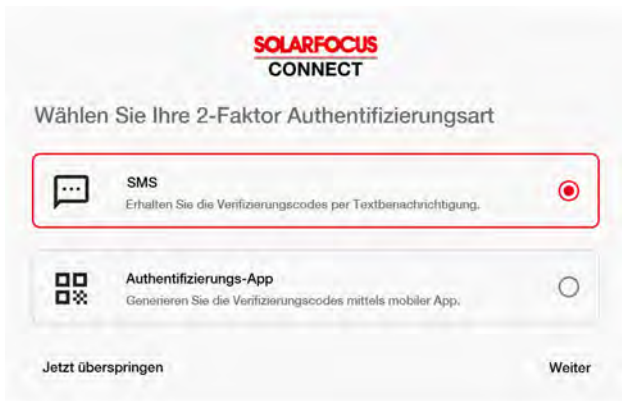 SOLARFOCUS
CONNECT
Wählen Sie Ihre 2-Faktor Authentifizierungsart
SMS
Erhalten Sie die Verifizierungscodes per Textbenachrichtigung.
Authentifizierungs-App
Generieren Sie die Verifizierungscodes mittels mobiler App.
Jetzt überspringen
Weiter